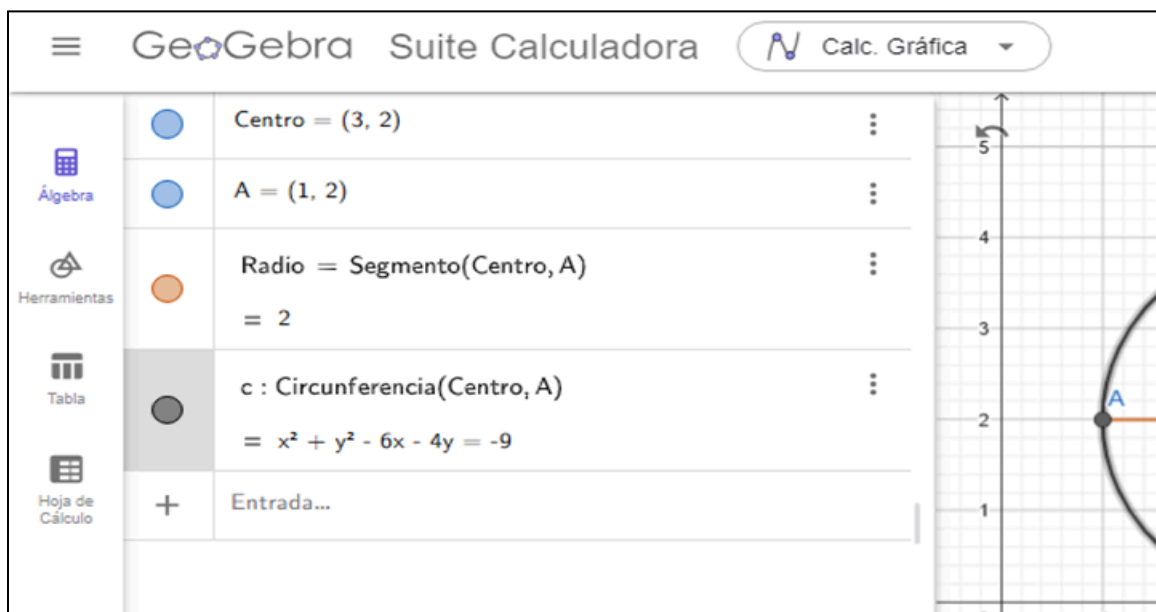 GeoGebra Suite Calculadora Calc. Gráfica
Álgebra
Herramientas
Tabla
Hoja de
Cálculo
Centro = (3, 2)
A = (1, 2)
Radio = Segmento(Centro, A)
= 2
c : Circunferencia(Centro, A)
= x² + y² - 6x - 4y = -9
+ Entrada...
5
4
3
A
2
1